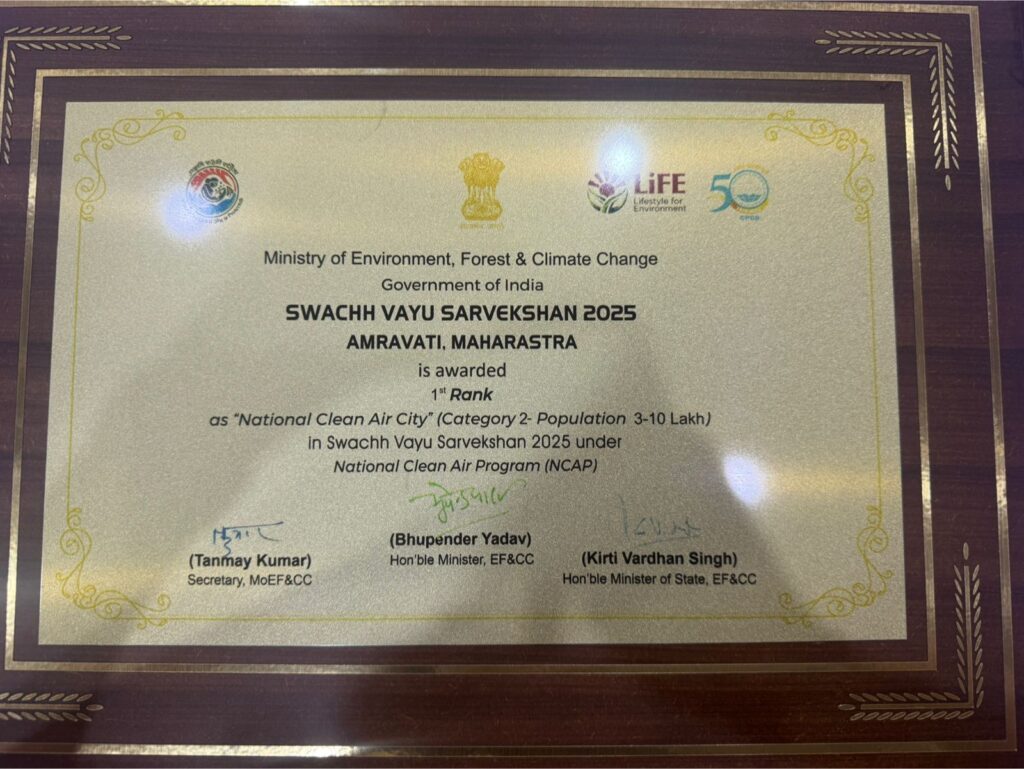 LiFE
Lifestyle for
Environment
50
CPCB
Ministry of Environment, Forest & Climate Change
Government of India
SWACHH VAYU SARVEKSHAN 2025
AMRAVATI, MAHARASTRA
is awarded
1st Rank
as “National Clean Air City” (Category 2- Population 3-10 Lakh)
in Swachh Vayu Sarvekshan 2025 under
National Clean Air Program (NCAP)
(Tanmay Kumar)
Secretary, MoEF&CC
(Bhupender Yadav)
Hon'ble Minister, EF&CC
(Kirti Vardhan Singh)
Hon'ble Minister of State, EF&CC